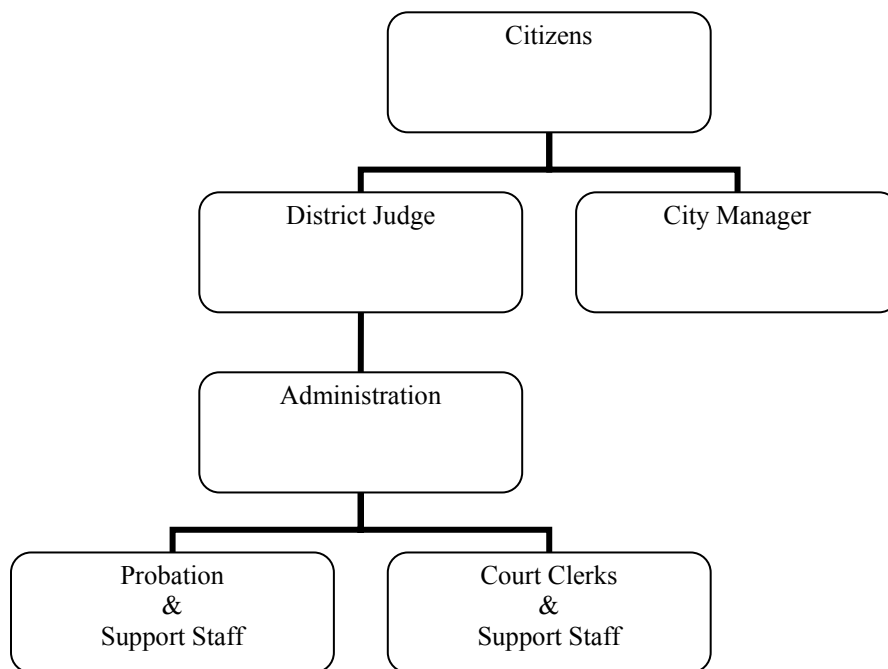 Citizens
District Judge
City Manager
Administration
Probation
&
Support Staff
Court Clerks
&
Support Staff